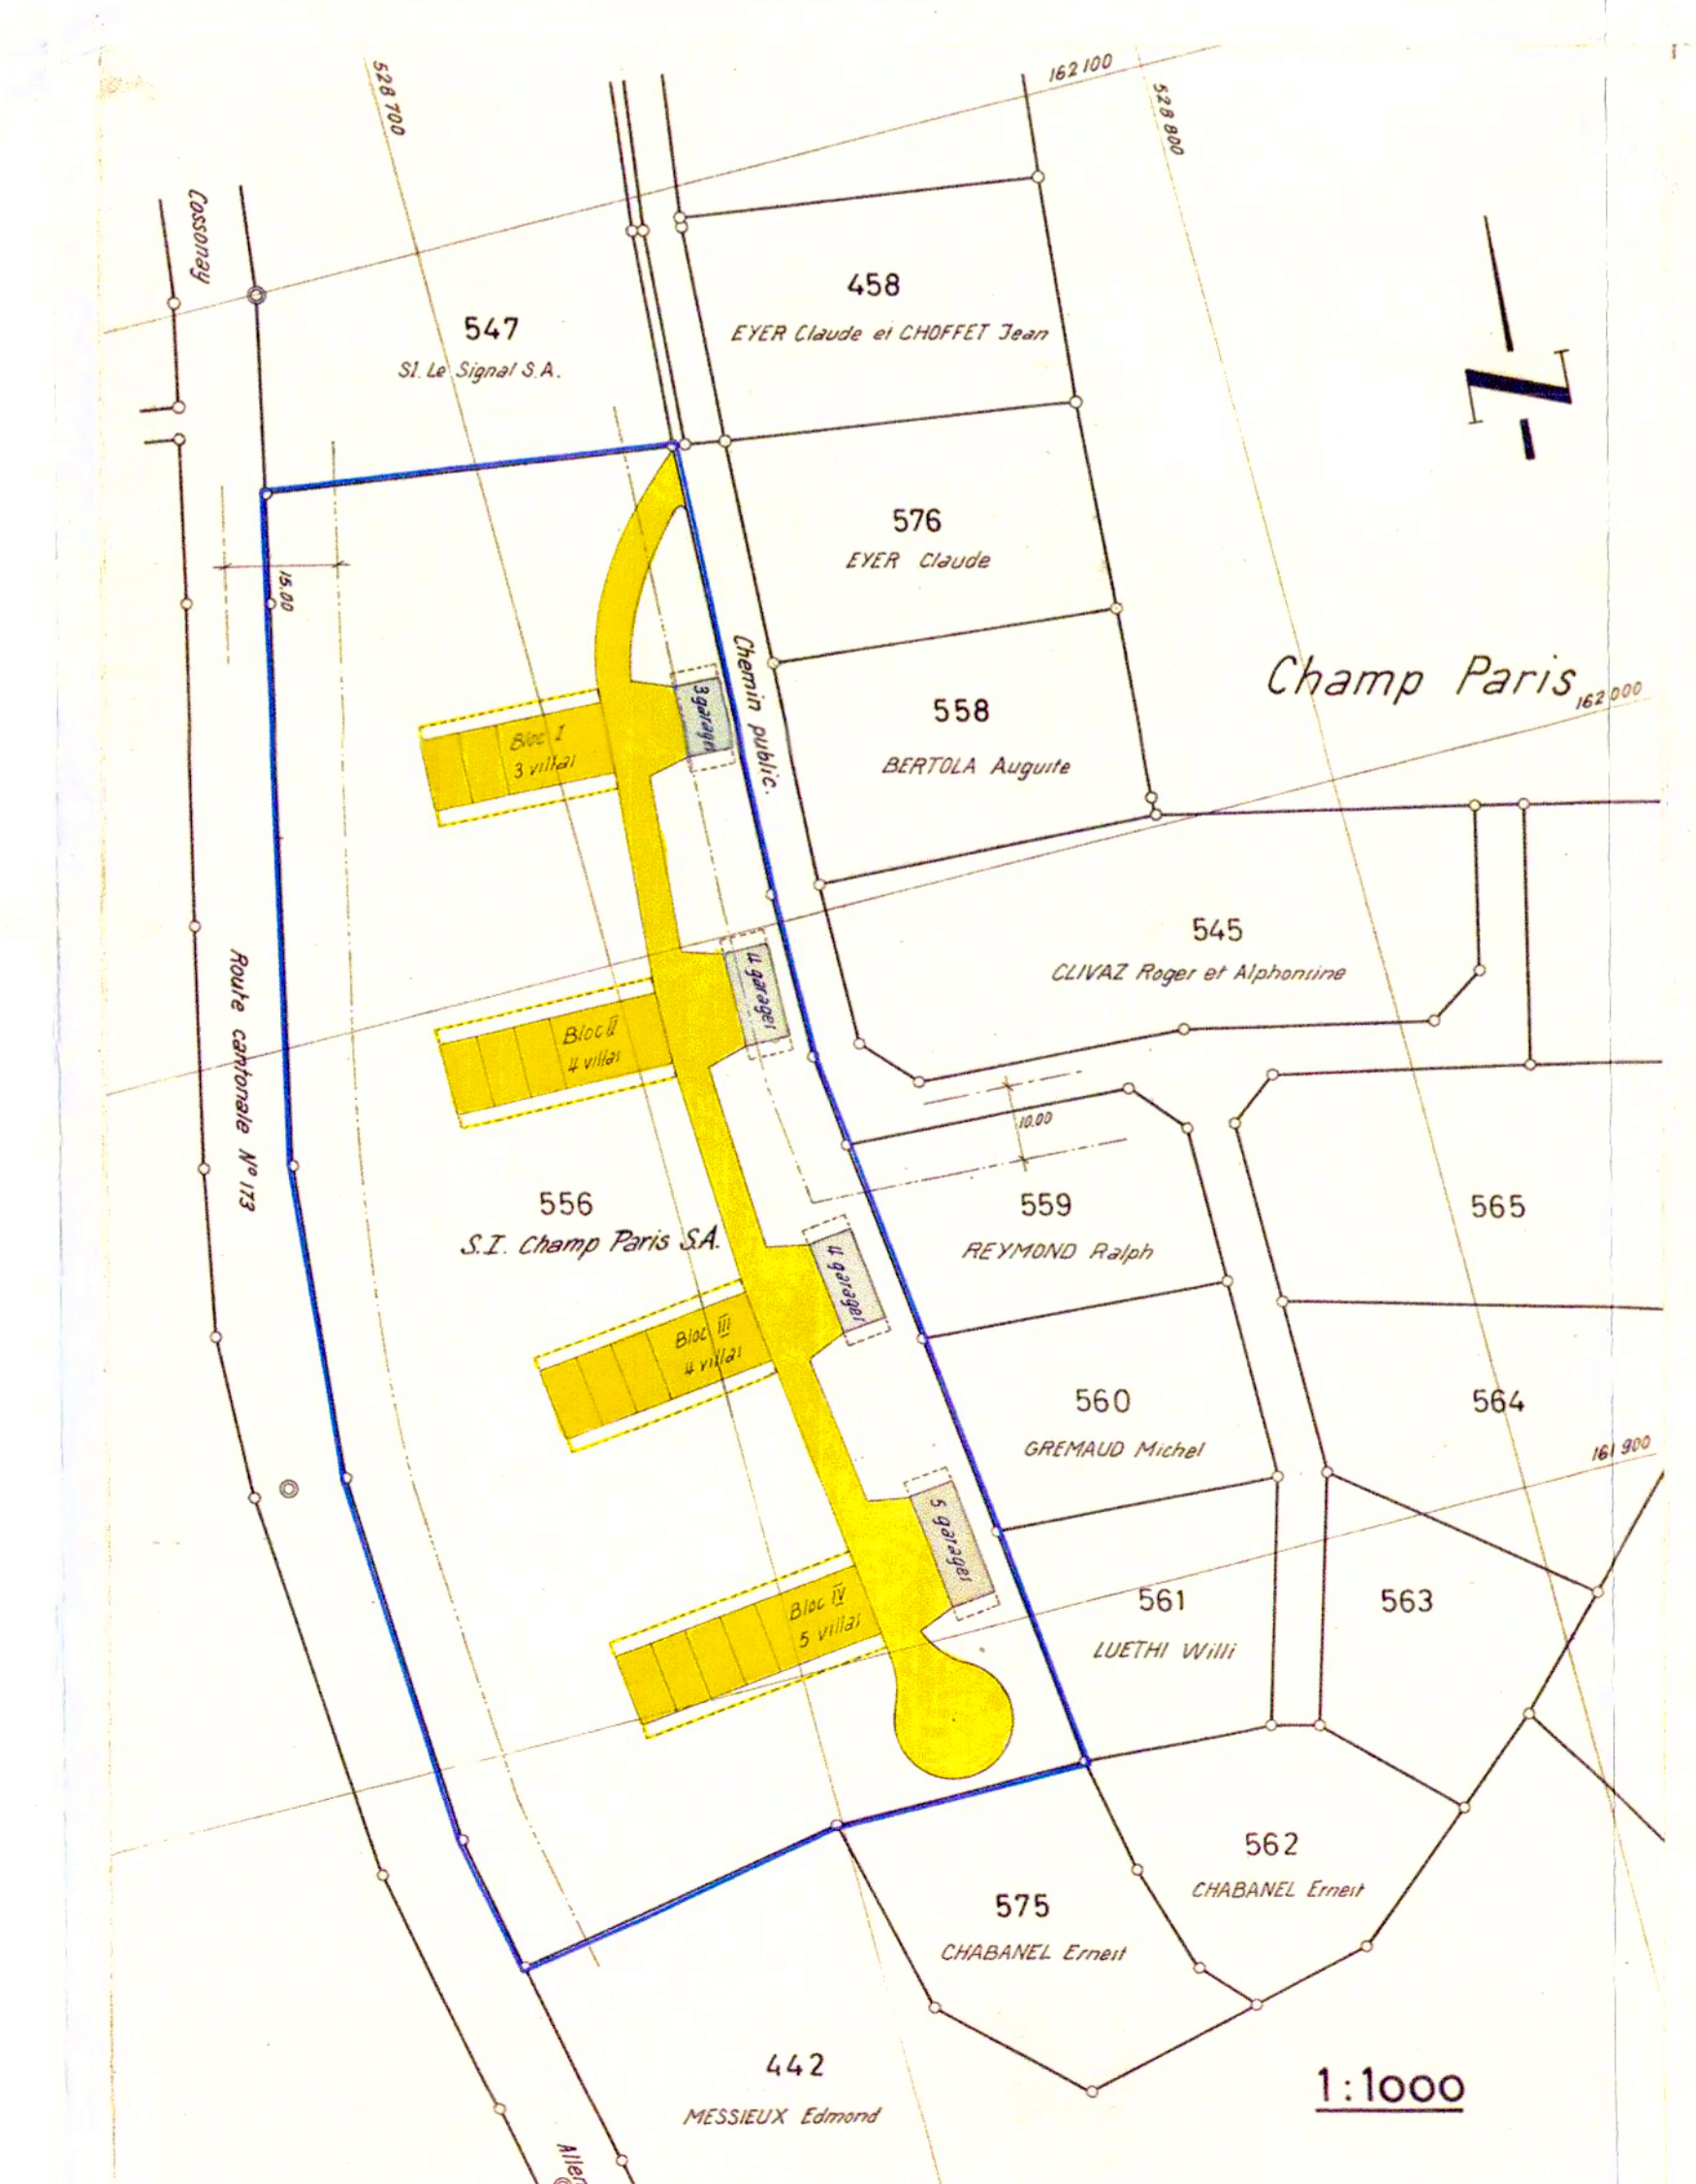 162 100
528 700
528 800
Cossonay
458
EYER Claude et CHOFFET Jean
547
S.I. Le Signal S.A.
N
576
EYER Claude
15.00
Chemin public.
Champ Paris
162 000
3 garages
558
BERTOLA Auguste
Bloc I
3 villas
545
CLIVAZ Roger et Alphonsine
4 garages
Route cantonale N° 173
Bloc II
4 villas
10.00
556
S.I. Champ Paris S.A.
559
REYMOND Ralph
565
4 garages
Bloc III
4 villas
560
GREMAUD Michel
564
161 900
5 garages
Bloc IV
5 villas
561
LUETHI Willi
563
562
CHABANEL Ernest
575
CHABANEL Ernest
442
MESSIEUX Edmond
1:1000